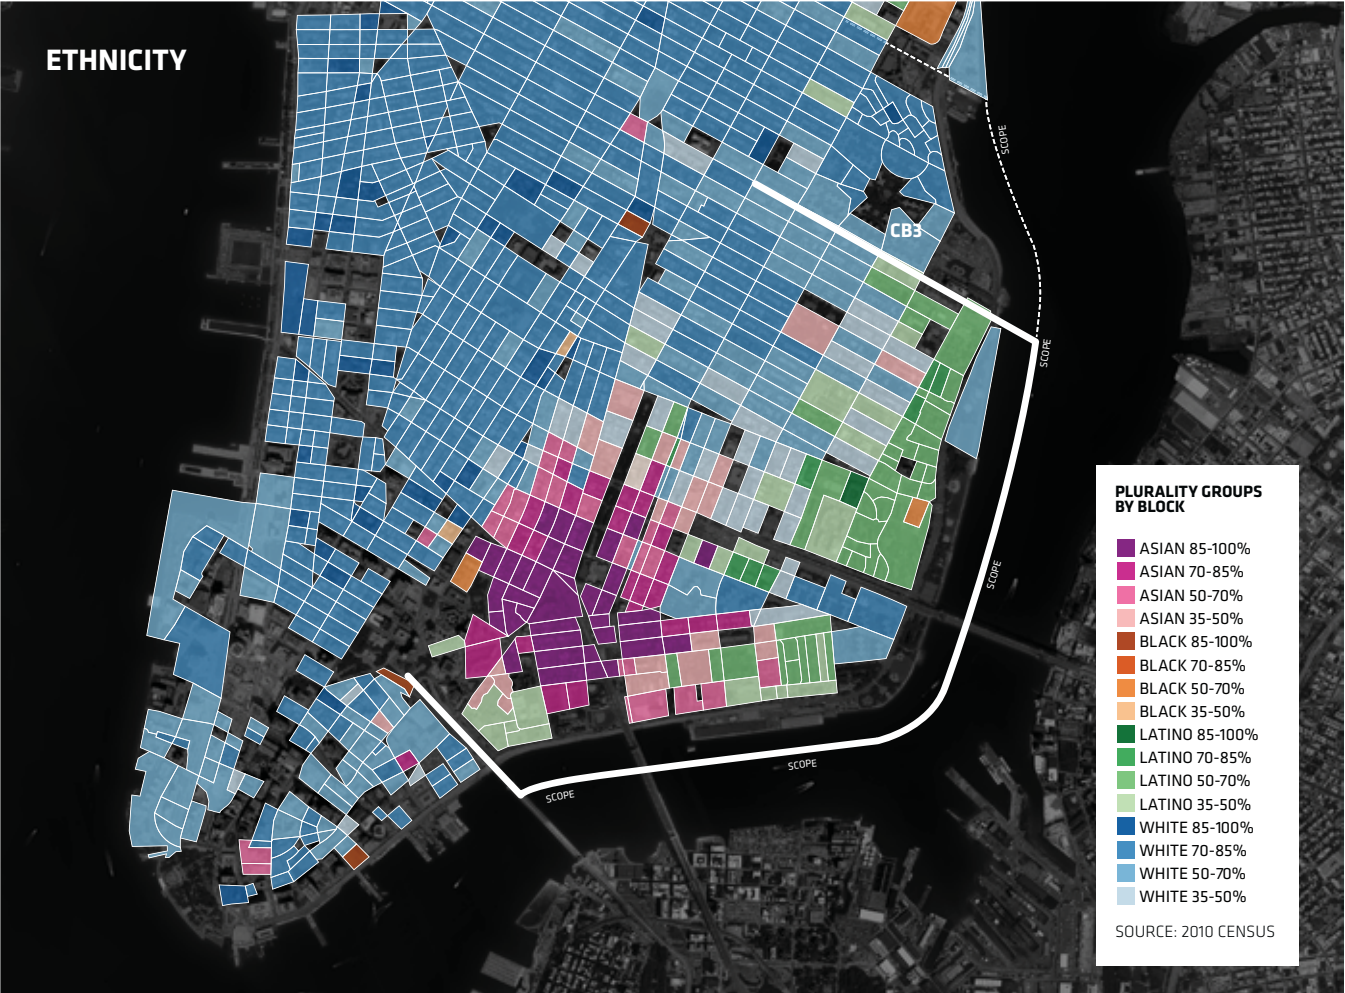 ETHNICITY
SCOPE
CB3
SCOPE
SCOPE
SCOPE
SCOPE
PLURALITY GROUPS
BY BLOCK
ASIAN 85-100%
ASIAN 70-85%
ASIAN 50-70%
ASIAN 35-50%
BLACK 85-100%
BLACK 70-85%
BLACK 50-70%
BLACK 35-50%
LATINO 85-100%
LATINO 70-85%
LATINO 50-70%
LATINO 35-50%
WHITE 85-100%
WHITE 70-85%
WHITE 50-70%
WHITE 35-50%
SOURCE: 2010 CENSUS